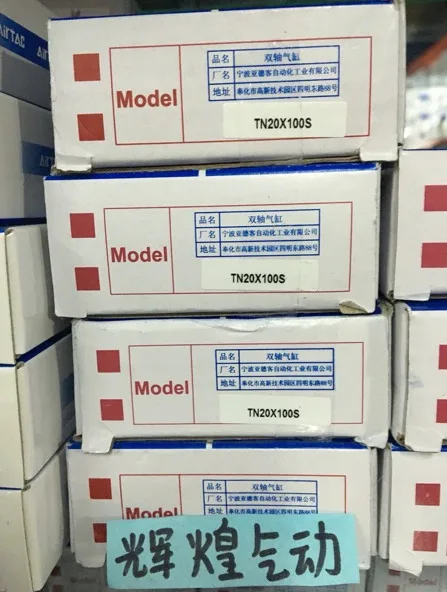 AirTAC
AirTAC
Model
品名 双轴气缸
厂名 宁波亚德客自动化工业有限公司
地址 奉化市高新技术园区四明东路88号
TN20X100S
Model
品名 双轴气缸
厂名 宁波亚德客自动化工业有限公司
地址 奉化市高新技术园区四明东路88号
TN20X100S
Model
品名 双轴气缸
厂名 宁波亚德客自动化工业有限公司
地址 奉化市高新技术园区四明东路88号
TN20X100S
Model
品名 双轴气缸
厂名 宁波亚德客自动化工业有限公司
地址 奉化市高新技术园区四明东路88号
辉煌气动